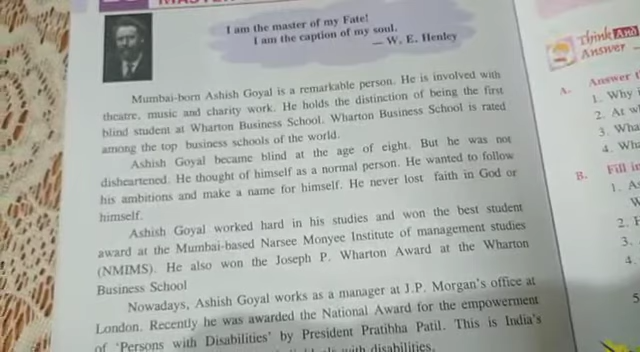 MASTER
I am the master of my Fate!
I am the caption of my soul.
— W. E. Henley
Mumbai-born Ashish Goyal is a remarkable person. He is involved with
theatre, music and charity work. He holds the distinction of being the first
blind student at Wharton Business School. Wharton Business School is rated
among the top business schools of the world.
Ashish Goyal became blind at the age of eight. But he was not
disheartened. He thought of himself as a normal person. He wanted to follow
his ambitions and make a name for himself. He never lost faith in God or
himself.
Ashish Goyal worked hard in his studies and won the best student
award at the Mumbai-based Narsee Monyee Institute of management studies
(NMIMS). He also won the Joseph P. Wharton Award at the Wharton
Business School
Nowadays, Ashish Goyal works as a manager at J.P. Morgan's office at
London. Recently he was awarded the National Award for the empowerment
of 'Persons with Disabilities' by President Pratibha Patil. This is India's
with disabilities.
Think And
Answer
A. Answer
1. Why
2. At
3.
4.
B. Fill in
1.
2.
3.
4.
5